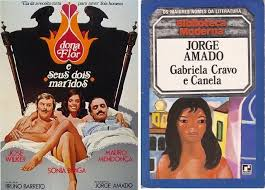 dona
Flor
e
seus dois
maridos
JOSÉ
WILKER
SONIA BRAGA
MAURO
MENDONÇA
BRUNO BARRETO
JORGE AMADO
OS MAIORES NOMES DA LITERATURA
Biblioteca
Moderna
JORGE
AMADO
Gabriela Cravo
e Canela